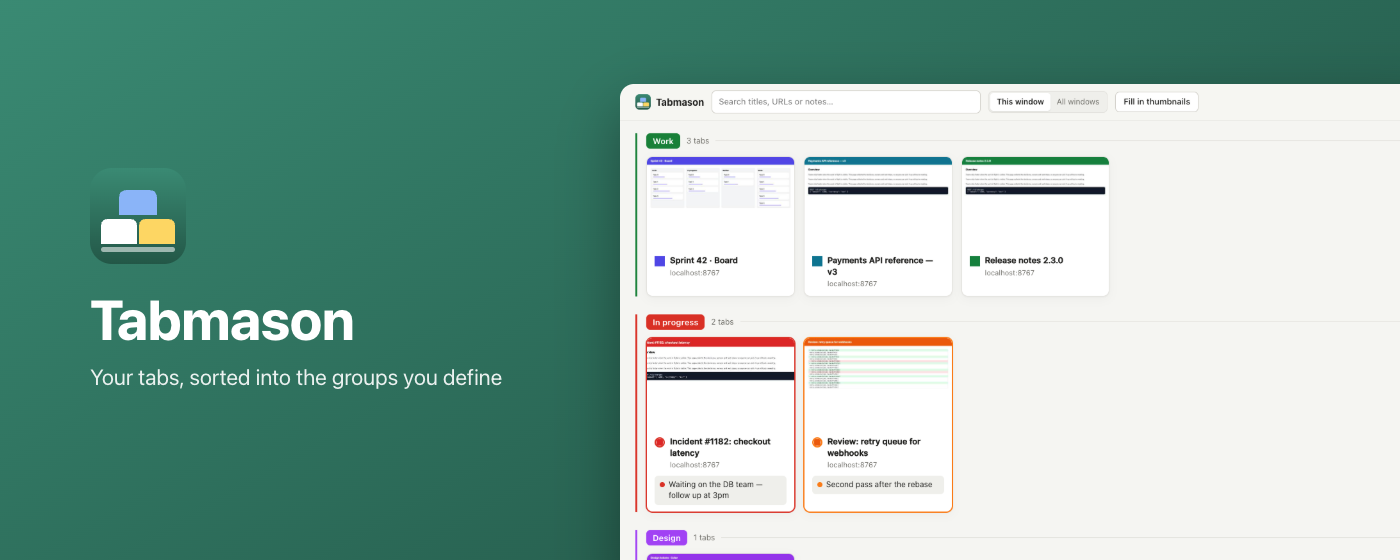 Tabmason
Your tabs, sorted into the groups you define
Tabmason
Search titles, URLs or notes...
This window
All windows
Fill in thumbnails
Work
3 tabs
Sprint 42 · Board
localhost:8767
Payments API reference —
v3
localhost:8767
Release notes 2.3.0
localhost:8767
In progress
2 tabs
Incident #1182: checkout
latency
localhost:8767
Waiting on the DB team —
follow up at 3pm
Review: retry queue for
webhooks
localhost:8767
Second pass after the rebase
Design
1 tabs